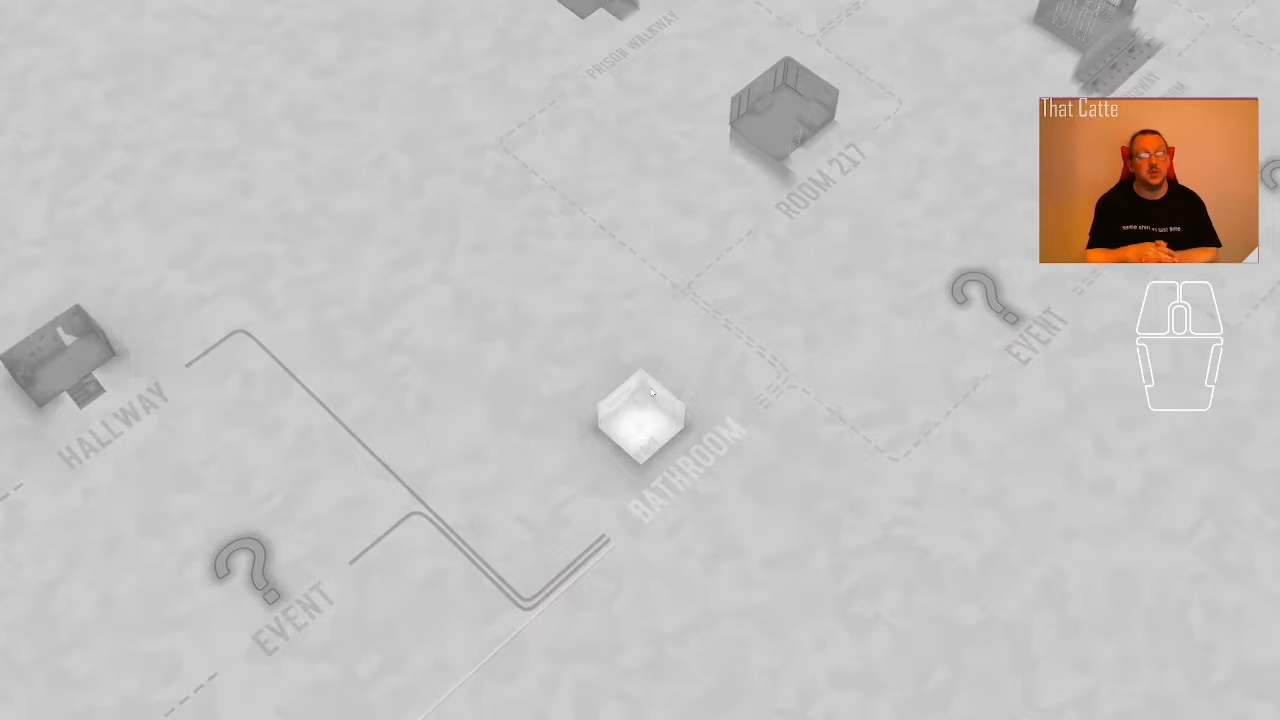 PRISON WALKWAY
That Catte
ROOM 217
EVENT
HALLWAY
BATHROOM
EVENT